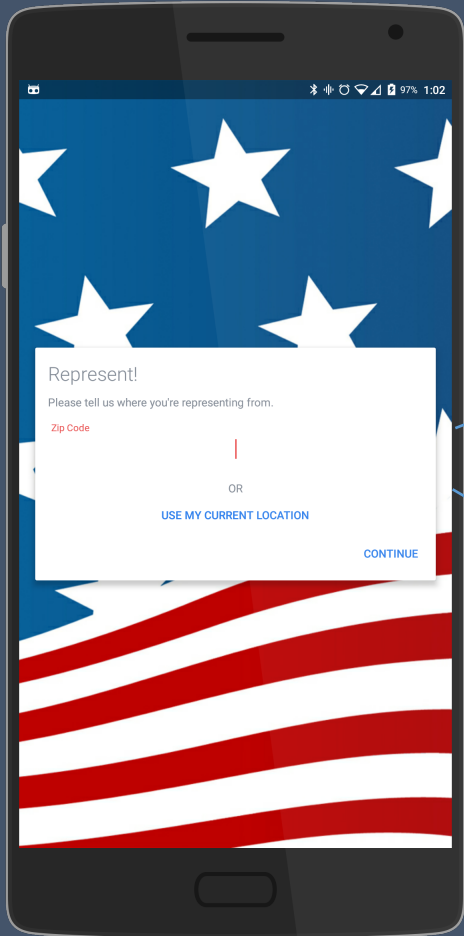 97% 1:02
Represent!
Please tell us where you're representing from.
Zip Code
OR
USE MY CURRENT LOCATION
CONTINUE